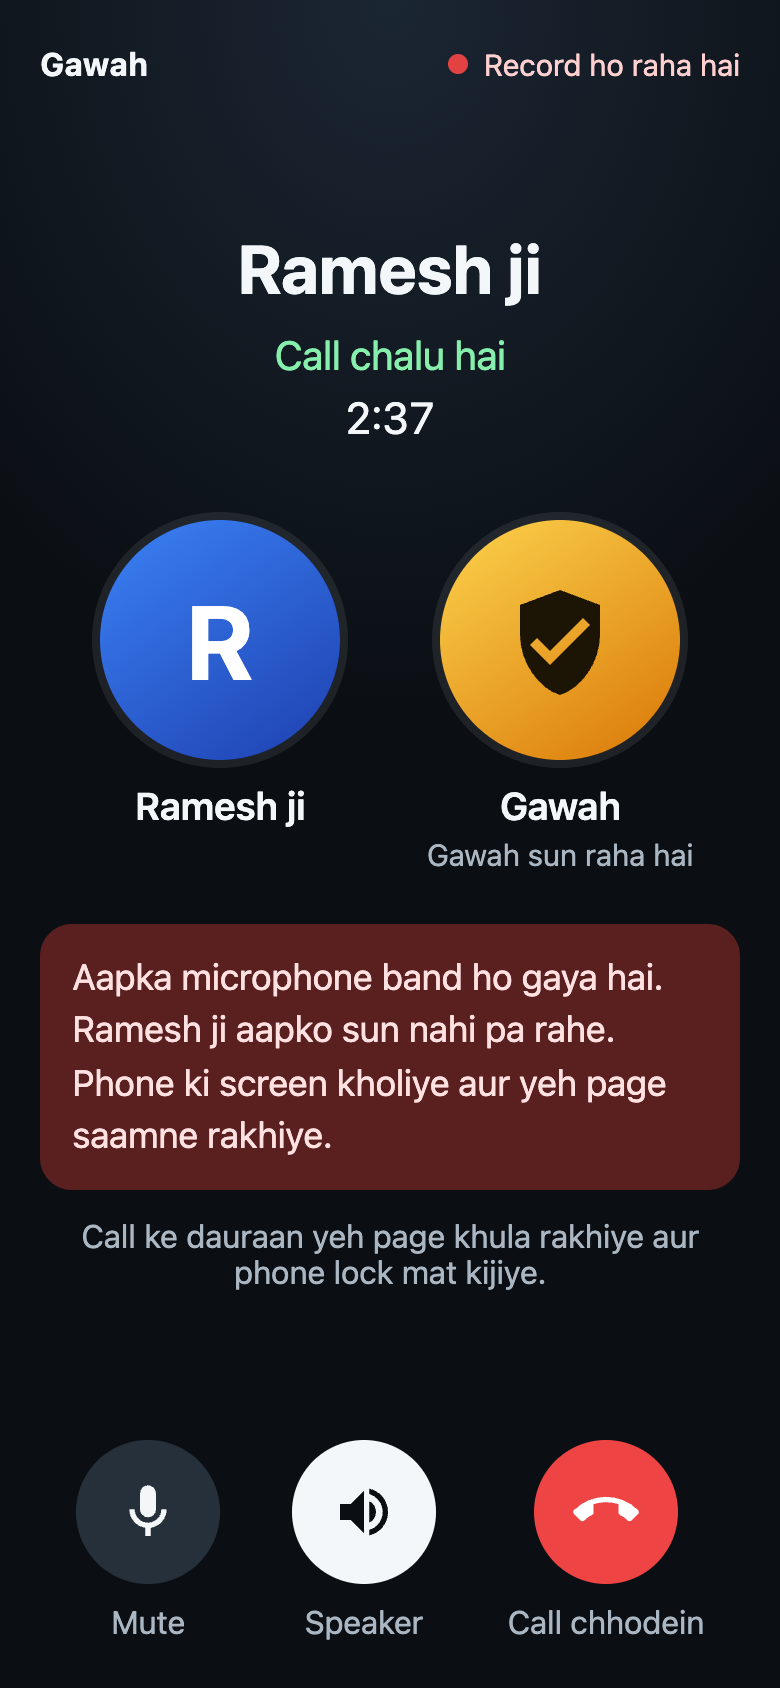 Gawah
Record ho raha hai
Ramesh ji
Call chalu hai
2:37
R
Ramesh ji
Gawah
Gawah sun raha hai
Aapka microphone band ho gaya hai.
Ramesh ji aapko sun nahi pa rahe.
Phone ki screen kholiye aur yeh page
saamne rakhiye.
Call ke dauraan yeh page khula rakhiye aur
phone lock mat kijiye.
Mute
Speaker
Call chhodein